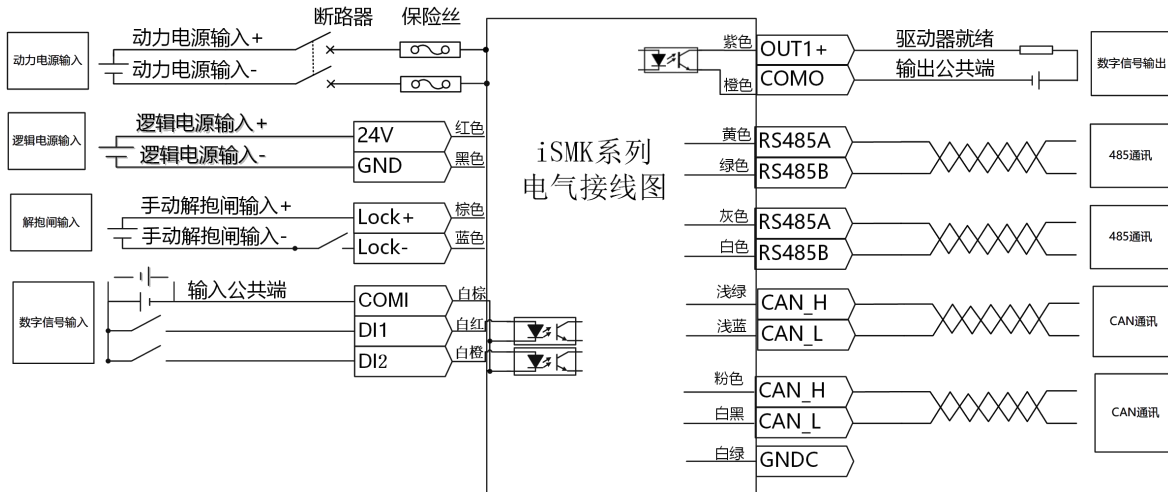 断路器
保险丝
动力电源输入
动力电源输入+
动力电源输入-
逻辑电源输入
逻辑电源输入+
逻辑电源输入-
24V
红色
GND
黑色
解抱闸输入
手动解抱闸输入+
手动解抱闸输入-
Lock+
棕色
Lock-
蓝色
数字信号输入
输入公共端
COMI
白棕
DI1
白红
DI2
白橙
iSMK系列
电气接线图
紫色
OUT1+
驱动器就绪
橙色
COMO
输出公共端
数字信号输出
黄色
RS485A
绿色
RS485B
485通讯
灰色
RS485A
白色
RS485B
485通讯
浅绿
CAN_H
浅蓝
CAN_L
CAN通讯
粉色
CAN_H
白黑
CAN_L
CAN通讯
白绿
GNDC